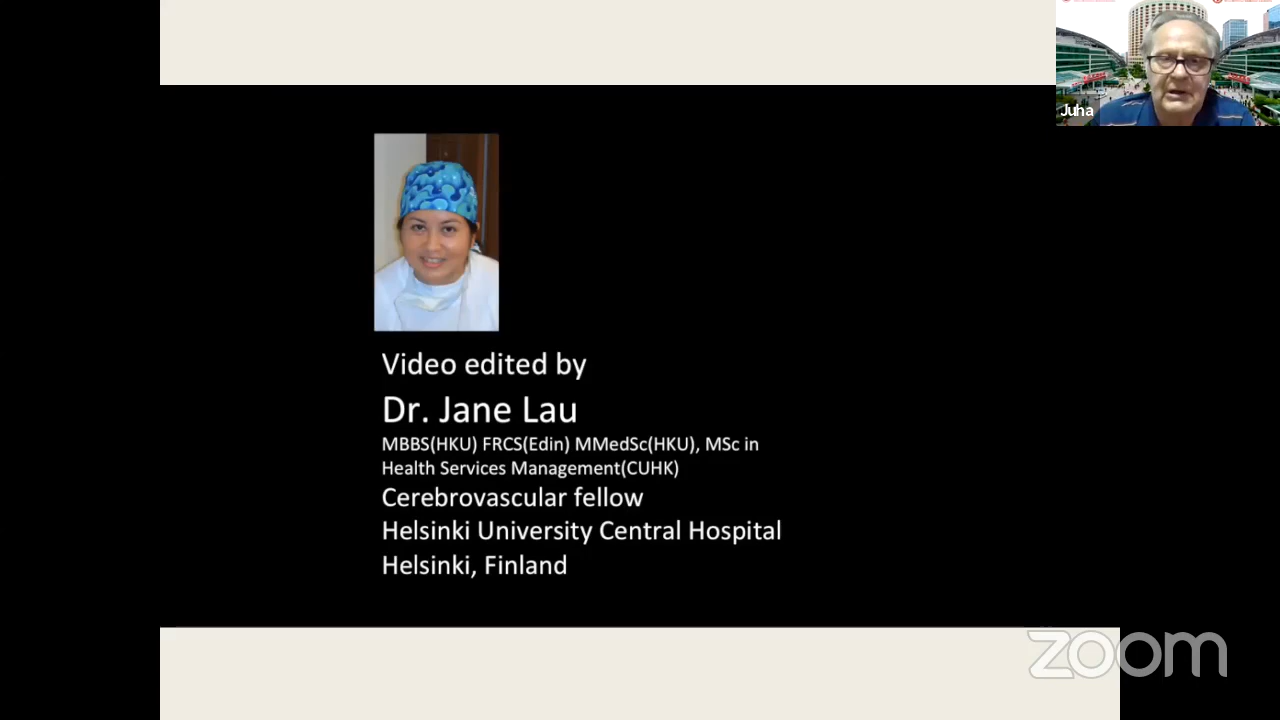 Juha
Video edited by
Dr. Jane Lau
MBBS(HKU) FRCS(Edin) MMedSc(HKU), MSc in
Health Services Management(CUHK)
Cerebrovascular fellow
Helsinki University Central Hospital
Helsinki, Finland
zoom